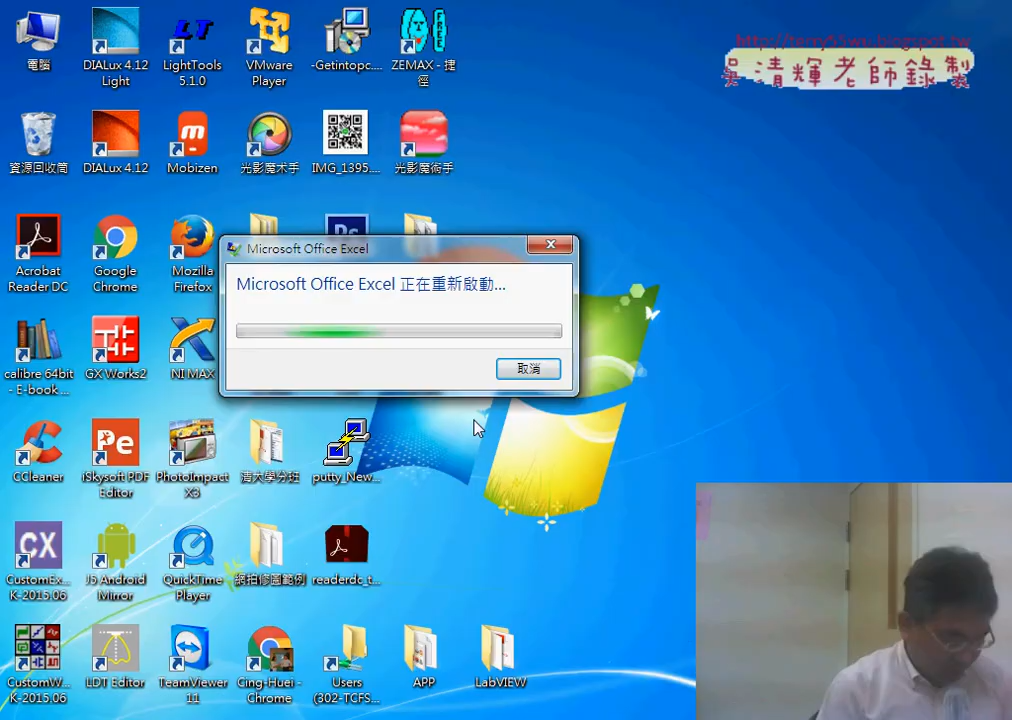 http://terry55wu.blogspot.tw
吳清輝老師錄製
電腦
DIALux 4.12
Light
LightTools
5.1.0
VMware
Player
-Getintopc....
ZEMAX - 捷
徑
資源回收筒
DIALux 4.12
Mobizen
光影魔术手
IMG_1395....
光影魔術手
Acrobat
Reader DC
Google
Chrome
Mozilla
Firefox
Microsoft Office Excel
Microsoft Office Excel 正在重新啟動...
取消
calibre 64bit
- E-book ...
GX Works2
NI MAX
CCleaner
iSkysoft PDF
Editor
PhotoImpact
X3
清大學分班
putty_New...
CustomEx...
K-2015.06
J5 Android
Mirror
QuickTime
Player
網拍修圖範例
readerdc_t...
CustomW...
K-2015.06
LDT Editor
TeamViewer
11
Cing-Huei -
Chrome
Users
(302-TCFS...
APP
LabVIEW